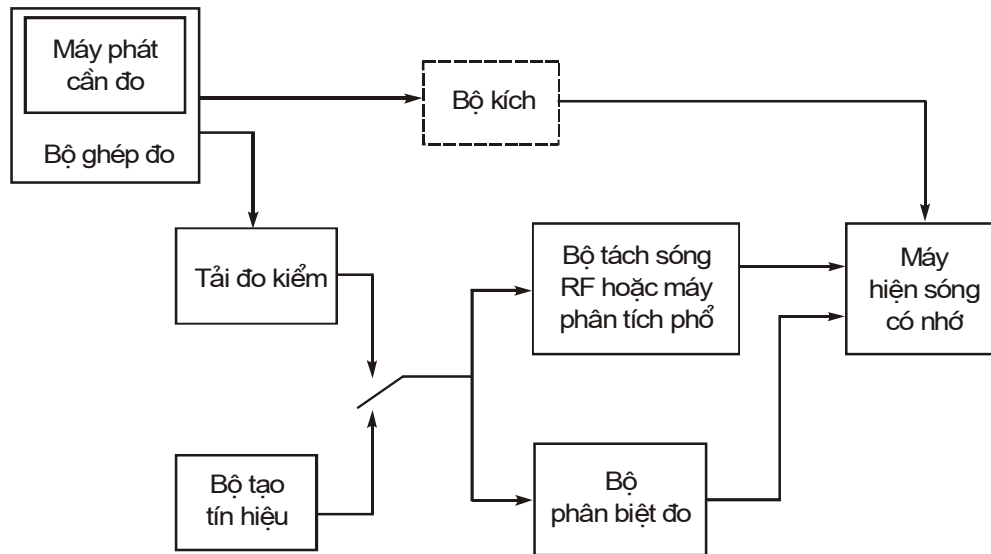 Máy phát
cần đo
Bộ ghép đo
Bộ kích
Tải đo kiểm
Bộ tách sóng
RF hoặc máy
phân tích phổ
Máy
hiện sóng
có nhớ
Bộ tạo
tín hiệu
Bộ
phân biệt đo